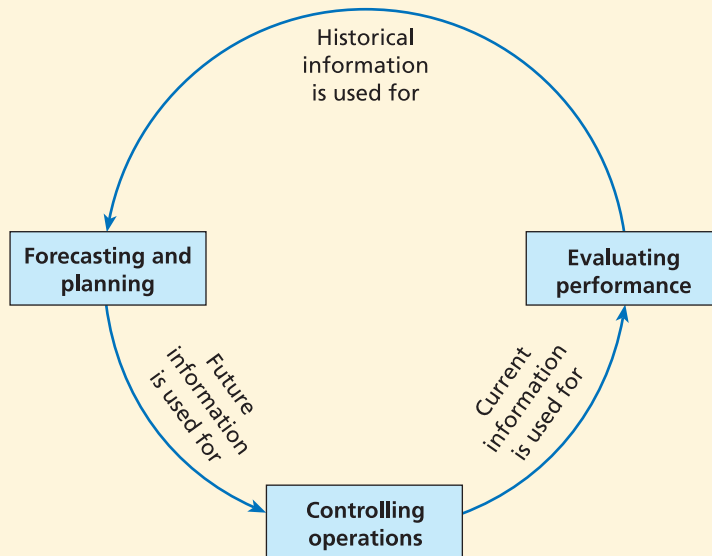 Historical
information
is used for
Forecasting and
planning
Evaluating
performance
Future
information
is used for
Current
information
is used for
Controlling
operations